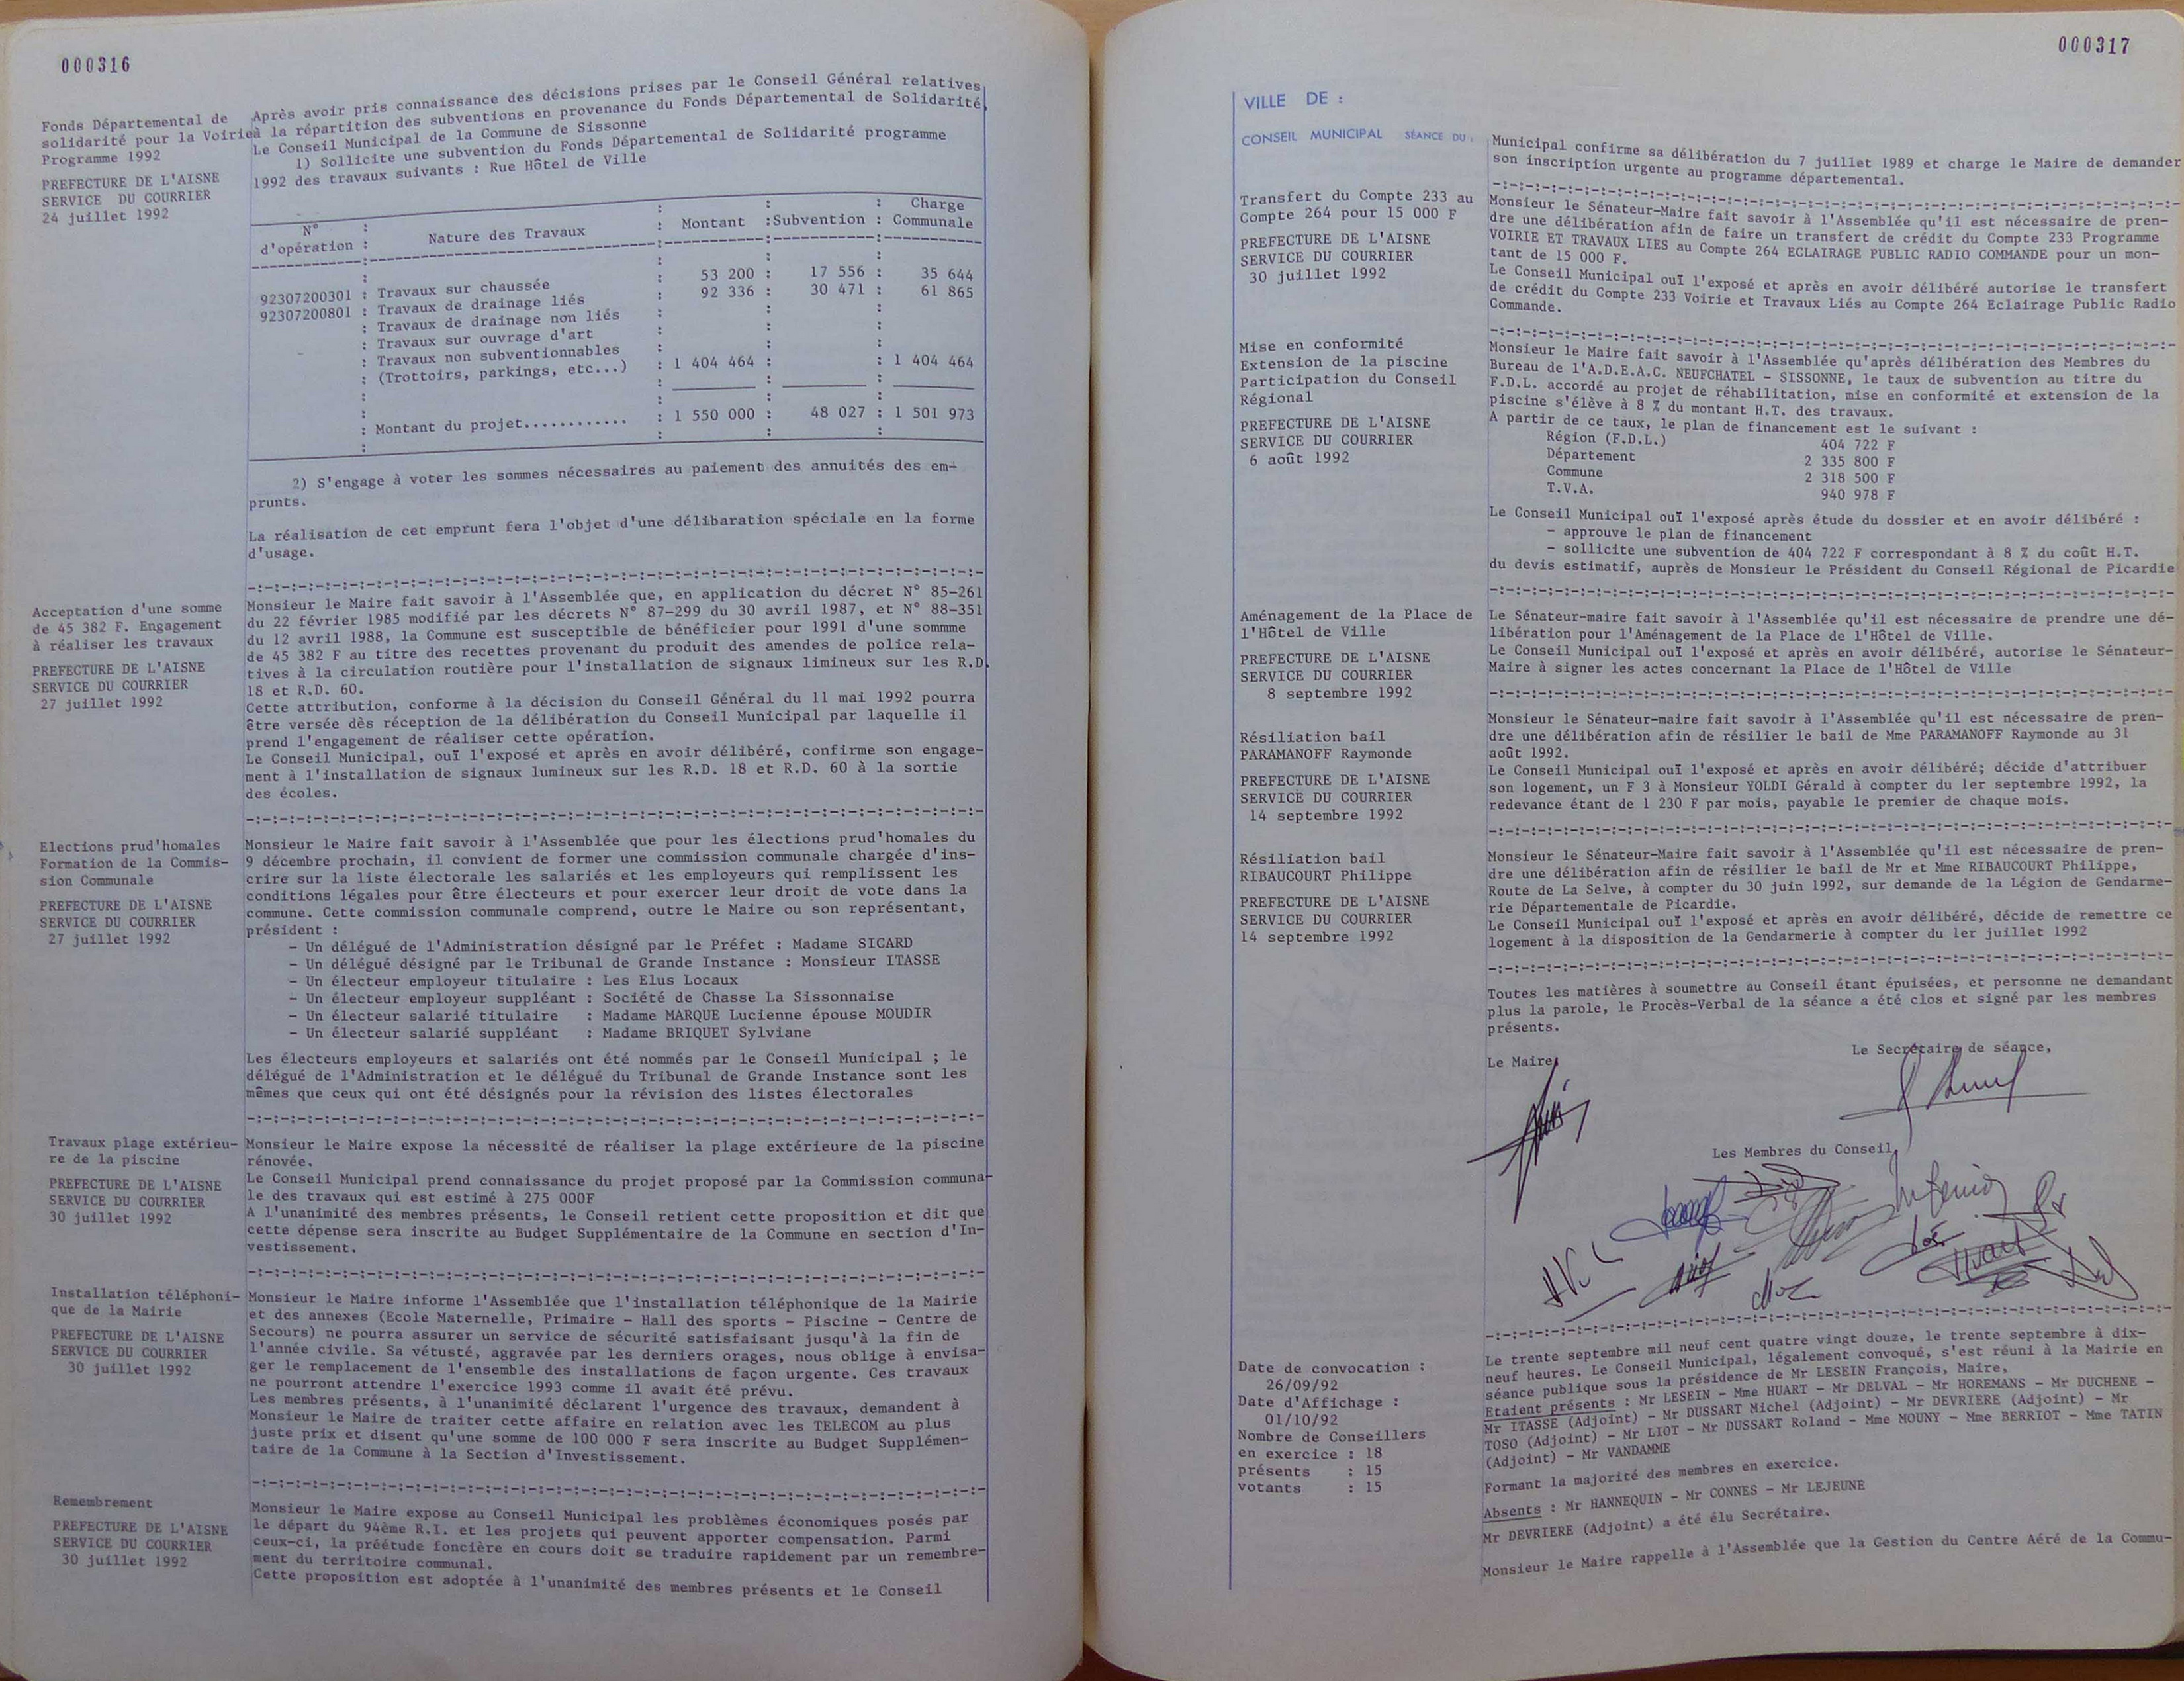 000316
Fonds Départemental de
solidarité pour la Voirie
Programme 1992
PREFECTURE DE L'AISNE
SERVICE DU COURRIER
24 juillet 1992
Après avoir pris connaissance des décisions prises par le Conseil Général relatives
à la répartition des subventions en provenance du Fonds Départemental de Solidarité,
Le Conseil Municipal de la Commune de Sissonne
1) Sollicite une subvention du Fonds Départemental de Solidarité programme
1992 des travaux suivants : Rue Hôtel de Ville
N° d'opération : Nature des Travaux : Montant : Subvention : Charge Communale
92307200301 : Travaux sur chaussée : 53 200 : 17 556 : 35 644
92307200801 : Travaux de drainage liés : 92 336 : 30 471 : 61 865
: Travaux de drainage non liés : : :
: Travaux sur ouvrage d'art : : :
: Travaux non subventionnables : : :
: (Trottoirs, parkings, etc...) : 1 404 464 : : 1 404 464
: Montant du projet............ : 1 550 000 : 48 027 : 1 501 973
2) S'engage à voter les sommes nécessaires au paiement des annuités des em-
prunts.
La réalisation de cet emprunt fera l'objet d'une délibaration spéciale en la forme
d'usage.
Acceptation d'une somme
de 45 382 F. Engagement
à réaliser les travaux
PREFECTURE DE L'AISNE
SERVICE DU COURRIER
27 juillet 1992
Monsieur le Maire fait savoir à l'Assemblée que, en application du décret N° 85-261
du 22 février 1985 modifié par les décrets N° 87-299 du 30 avril 1987, et N° 88-351
du 12 avril 1988, la Commune est susceptible de bénéficier pour 1991 d'une sommme
de 45 382 F au titre des recettes provenant du produit des amendes de police rela-
tives à la circulation routière pour l'installation de signaux limineux sur les R.D.
18 et R.D. 60.
Cette attribution, conforme à la décision du Conseil Général du 11 mai 1992 pourra
être versée dès réception de la délibération du Conseil Municipal par laquelle il
prend l'engagement de réaliser cette opération.
Le Conseil Municipal, ouï l'exposé et après en avoir délibéré, confirme son engage-
ment à l'installation de signaux lumineux sur les R.D. 18 et R.D. 60 à la sortie
des écoles.
Elections prud'homales
Formation de la Commis-
sion Communale
PREFECTURE DE L'AISNE
SERVICE DU COURRIER
27 juillet 1992
Monsieur le Maire fait savoir à l'Assemblée que pour les élections prud'homales du
9 décembre prochain, il convient de former une commission communale chargée d'ins-
crire sur la liste électorale les salariés et les employeurs qui remplissent les
conditions légales pour être électeurs et pour exercer leur droit de vote dans la
commune. Cette commission communale comprend, outre le Maire ou son représentant,
président :
- Un délégué de l'Administration désigné par le Préfet : Madame SICARD
- Un délégué désigné par le Tribunal de Grande Instance : Monsieur ITASSE
- Un électeur employeur titulaire : Les Elus Locaux
- Un électeur employeur suppléant : Société de Chasse La Sissonnaise
- Un électeur salarié titulaire : Madame MARQUE Lucienne épouse MOUDIR
- Un électeur salarié suppléant : Madame BRIQUET Sylviane
Les électeurs employeurs et salariés ont été nommés par le Conseil Municipal ; le
délégué de l'Administration et le délégué du Tribunal de Grande Instance sont les
mêmes que ceux qui ont été désignés pour la révision des listes électorales
Travaux plage extérieu-
re de la piscine
PREFECTURE DE L'AISNE
SERVICE DU COURRIER
30 juillet 1992
Monsieur le Maire expose la nécessité de réaliser la plage extérieure de la piscine
rénovée.
Le Conseil Municipal prend connaissance du projet proposé par la Commission communa-
le des travaux qui est estimé à 275 000F
A l'unanimité des membres présents, le Conseil retient cette proposition et dit que
cette dépense sera inscrite au Budget Supplémentaire de la Commune en section d'In-
vestissement.
Installation téléphoni-
que de la Mairie
PREFECTURE DE L'AISNE
SERVICE DU COURRIER
30 juillet 1992
Monsieur le Maire informe l'Assemblée que l'installation téléphonique de la Mairie
et des annexes (Ecole Maternelle, Primaire - Hall des sports - Piscine - Centre de
Secours) ne pourra assurer un service de sécurité satisfaisant jusqu'à la fin de
l'année civile. Sa vétusté, aggravée par les derniers orages, nous oblige à envisa-
ger le remplacement de l'ensemble des installations de façon urgente. Ces travaux
ne pourront attendre l'exercice 1993 comme il avait été prévu.
Les membres présents, à l'unanimité déclarent l'urgence des travaux, demandent à
Monsieur le Maire de traiter cette affaire en relation avec les TELECOM au plus
juste prix et disent qu'une somme de 100 000 F sera inscrite au Budget Supplémen-
taire de la Commune à la Section d'Investissement.
Remembrement
PREFECTURE DE L'AISNE
SERVICE DU COURRIER
30 juillet 1992
Monsieur le Maire expose au Conseil Municipal les problèmes économiques posés par
le départ du 94ème R.I. et les projets qui peuvent apporter compensation. Parmi
ceux-ci, la préétude foncière en cours doit se traduire rapidement par un remembre-
ment du territoire communal.
Cette proposition est adoptée à l'unanimité des membres présents et le Conseil
000317
VILLE DE :
CONSEIL MUNICIPAL SÉANCE DU :
Municipal confirme sa délibération du 7 juillet 1989 et charge le Maire de demander
son inscription urgente au programme départemental.
Transfert du Compte 233 au
Compte 264 pour 15 000 F
PREFECTURE DE L'AISNE
SERVICE DU COURRIER
30 juillet 1992
Monsieur le Sénateur-Maire fait savoir à l'Assemblée qu'il est nécessaire de pren-
dre une délibération afin de faire un transfert de crédit du Compte 233 Programme
VOIRIE ET TRAVAUX LIES au Compte 264 ECLAIRAGE PUBLIC RADIO COMMANDE pour un mon-
tant de 15 000 F.
Le Conseil Municipal ouï l'exposé et après en avoir délibéré autorise le transfert
de crédit du Compte 233 Voirie et Travaux Liés au Compte 264 Eclairage Public Radio
Commande.
Mise en conformité
Extension de la piscine
Participation du Conseil
Régional
PREFECTURE DE L'AISNE
SERVICE DU COURRIER
6 août 1992
Monsieur le Maire fait savoir à l'Assemblée qu'après délibération des Membres du
Bureau de l'A.D.E.A.C. NEUFCHATEL - SISSONNE, le taux de subvention au titre du
F.D.L. accordé au projet de réhabilitation, mise en conformité et extension de la
piscine s'élève à 8 % du montant H.T. des travaux.
A partir de ce taux, le plan de financement est le suivant :
Région (F.D.L.) 404 722 F
Département 2 335 800 F
Commune 2 318 500 F
T.V.A. 940 978 F
Le Conseil Municipal ouï l'exposé après étude du dossier et en avoir délibéré :
- approuve le plan de financement
- sollicite une subvention de 404 722 F correspondant à 8 % du coût H.T.
du devis estimatif, auprès de Monsieur le Président du Conseil Régional de Picardie
Aménagement de la Place de
l'Hôtel de Ville
PREFECTURE DE L'AISNE
SERVICE DU COURRIER
8 septembre 1992
Le Sénateur-maire fait savoir à l'Assemblée qu'il est nécessaire de prendre une dé-
libération pour l'Aménagement de la Place de l'Hôtel de Ville.
Le Conseil Municipal ouï l'exposé et après en avoir délibéré, autorise le Sénateur-
Maire à signer les actes concernant la Place de l'Hôtel de Ville
Résiliation bail
PARAMANOFF Raymonde
PREFECTURE DE L'AISNE
SERVICE DU COURRIER
14 septembre 1992
Monsieur le Sénateur-maire fait savoir à l'Assemblée qu'il est nécessaire de pren-
dre une délibération afin de résilier le bail de Mme PARAMANOFF Raymonde au 31
août 1992.
Le Conseil Municipal ouï l'exposé et après en avoir délibéré; décide d'attribuer
son logement, un F 3 à Monsieur YOLDI Gérald à compter du 1er septembre 1992, la
redevance étant de 1 230 F par mois, payable le premier de chaque mois.
Résiliation bail
RIBAUCOURT Philippe
PREFECTURE DE L'AISNE
SERVICE DU COURRIER
14 septembre 1992
Monsieur le Sénateur-Maire fait savoir à l'Assemblée qu'il est nécessaire de pren-
dre une délibération afin de résilier le bail de Mr et Mme RIBAUCOURT Philippe,
Route de La Selve, à compter du 30 juin 1992, sur demande de la Légion de Gendarme-
rie Départementale de Picardie.
Le Conseil Municipal ouï l'exposé et après en avoir délibéré, décide de remettre ce
logement à la disposition de la Gendarmerie à compter du 1er juillet 1992
Toutes les matières à soumettre au Conseil étant épuisées, et personne ne demandant
plus la parole, le Procès-Verbal de la séance a été clos et signé par les membres
présents.
Le Maire,
Le Secrétaire de séance,
Les Membres du Conseil,
Date de convocation :
26/09/92
Date d'Affichage :
01/10/92
Nombre de Conseillers
en exercice : 18
présents : 15
votants : 15
Le trente septembre mil neuf cent quatre vingt douze, le trente septembre à dix-
neuf heures. Le Conseil Municipal, légalement convoqué, s'est réuni à la Mairie en
séance publique sous la présidence de Mr LESEIN François, Maire,
Etaient présents : Mr LESEIN - Mme HUART - Mr DELVAL - Mr HOREMANS - Mr DUCHENE -
Mr ITASSE (Adjoint) - Mr DUSSART Michel (Adjoint) - Mr DEVRIERE (Adjoint) - Mr
TOSO (Adjoint) - Mr LIOT - Mr DUSSART Roland - Mme MOUNY - Mme BERRIOT - Mme TATIN
(Adjoint) - Mr VANDAMME
Formant la majorité des membres en exercice.
Absents : Mr HANNEQUIN - Mr CONNES - Mr LEJEUNE
Mr DEVRIERE (Adjoint) a été élu Secrétaire.
Monsieur le Maire rappelle à l'Assemblée que la Gestion du Centre Aéré de la Commu-